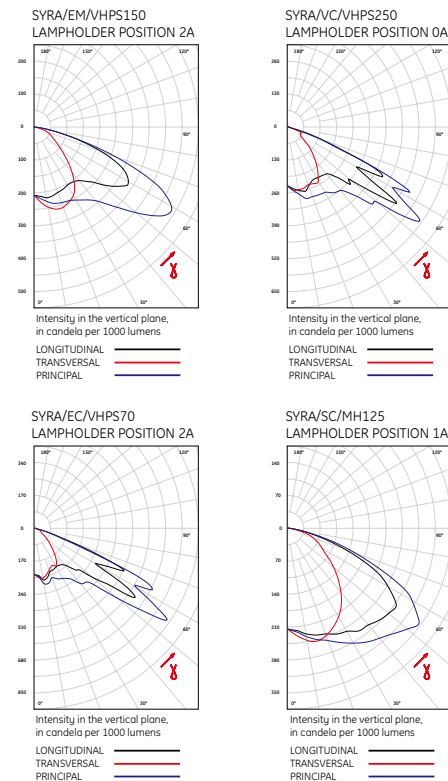 SYRA/EM/VHPS150
LAMPHOLDER POSITION 2A
200
180°
150°
120°
100
0
90°
100
200
60°
300
400
500
0°
30°
γ
Intensity in the vertical plane,
in candela per 1000 lumens
LONGITUDINAL
TRANSVERSAL
PRINCIPAL
SYRA/VC/VHPS250
LAMPHOLDER POSITION 0A
260
180°
150°
120°
130
0
90°
130
260
390
60°
520
650
0°
30°
γ
Intensity in the vertical plane,
in candela per 1000 lumens
LONGITUDINAL
TRANSVERSAL
PRINCIPAL
SYRA/EC/VHPS70
LAMPHOLDER POSITION 2A
340
180°
150°
120°
170
0
90°
170
340
510
60°
680
850
0°
30°
γ
Intensity in the vertical plane,
in candela per 1000 lumens
LONGITUDINAL
TRANSVERSAL
PRINCIPAL
SYRA/SC/MH125
LAMPHOLDER POSITION 1A
140
180°
150°
120°
70
0
90°
70
140
210
60°
280
350
0°
30°
γ
Intensity in the vertical plane,
in candela per 1000 lumens
LONGITUDINAL
TRANSVERSAL
PRINCIPAL